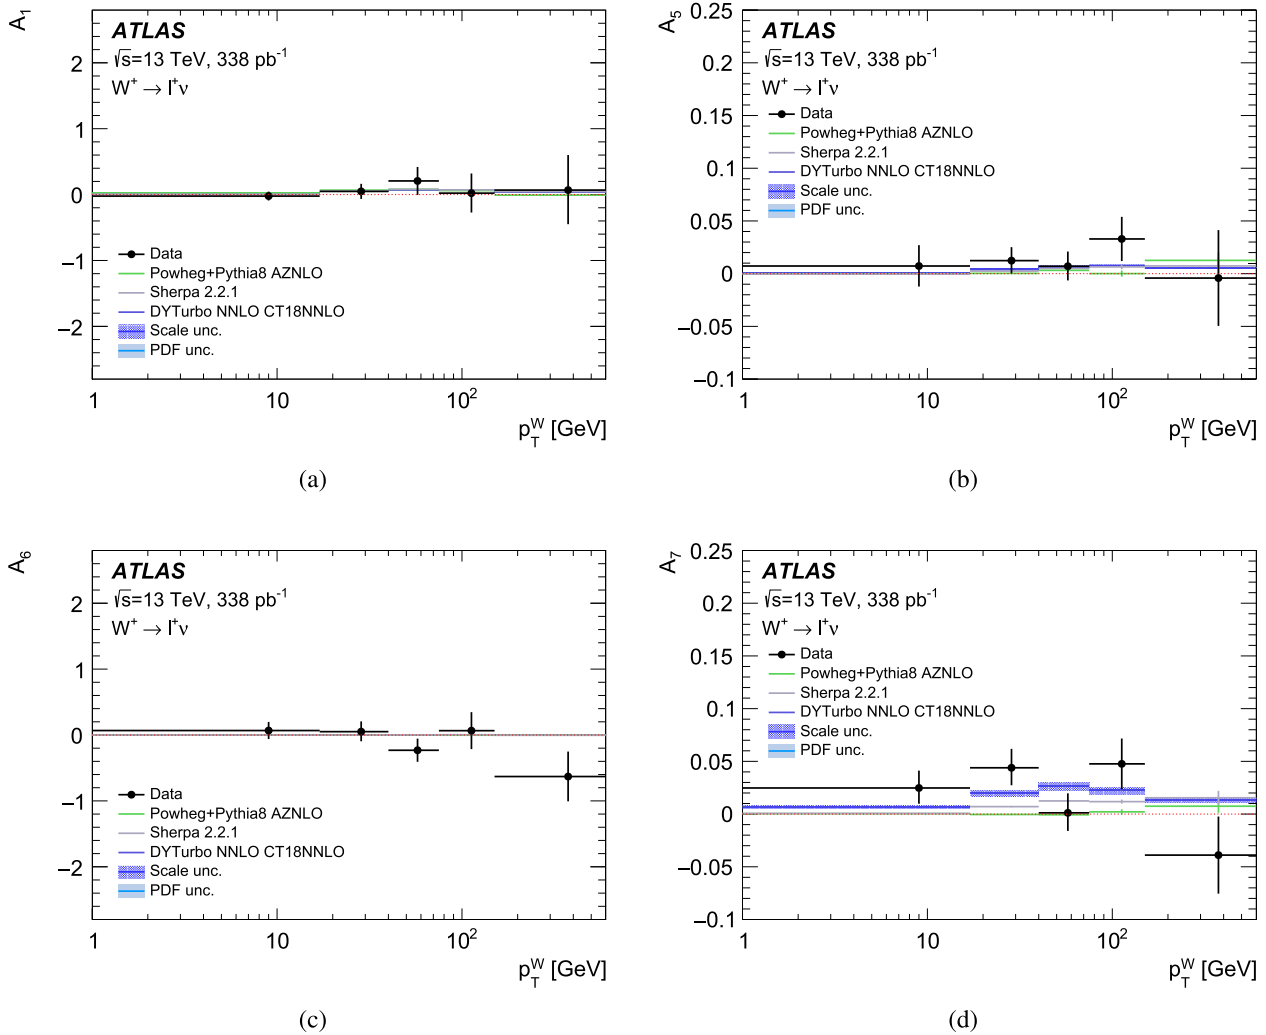 A₁
ATLAS
√s=13 TeV, 338 pb⁻¹
W⁺ → l⁺ν
2
1
0
−1
−2
Data
Powheg+Pythia8 AZNLO
Sherpa 2.2.1
DYTurbo NNLO CT18NNLO
Scale unc.
PDF unc.
1
10
10²
p_T^W [GeV]
(a)
A₅
ATLAS
√s=13 TeV, 338 pb⁻¹
W⁺ → l⁺ν
Data
Powheg+Pythia8 AZNLO
Sherpa 2.2.1
DYTurbo NNLO CT18NNLO
Scale unc.
PDF unc.
0.25
0.2
0.15
0.1
0.05
0
−0.05
−0.1
1
10
10²
p_T^W [GeV]
(b)
A₆
ATLAS
√s=13 TeV, 338 pb⁻¹
W⁺ → l⁺ν
2
1
0
−1
−2
Data
Powheg+Pythia8 AZNLO
Sherpa 2.2.1
DYTurbo NNLO CT18NNLO
Scale unc.
PDF unc.
1
10
10²
p_T^W [GeV]
(c)
A₇
ATLAS
√s=13 TeV, 338 pb⁻¹
W⁺ → l⁺ν
Data
Powheg+Pythia8 AZNLO
Sherpa 2.2.1
DYTurbo NNLO CT18NNLO
Scale unc.
PDF unc.
0.25
0.2
0.15
0.1
0.05
0
−0.05
−0.1
1
10
10²
p_T^W [GeV]
(d)